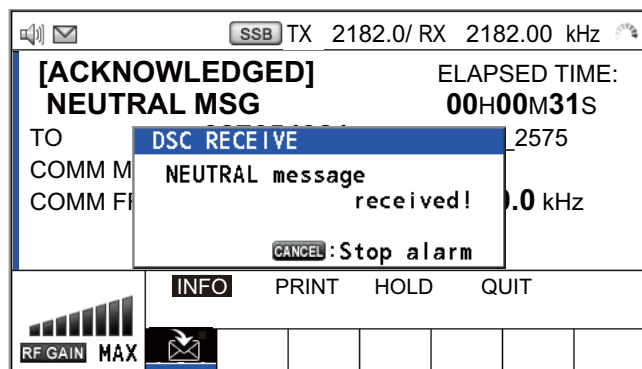 SSB TX 2182.0/ RX 2182.00 kHz
[ACKNOWLEDGED] ELAPSED TIME:
NEUTRAL MSG 00H00M31S
TO _2575
DSC RECEIVE
COMM M
NEUTRAL message
received!
COMM F .0 kHz
CANCEL:Stop alarm
INFO PRINT HOLD QUIT
RF GAIN MAX